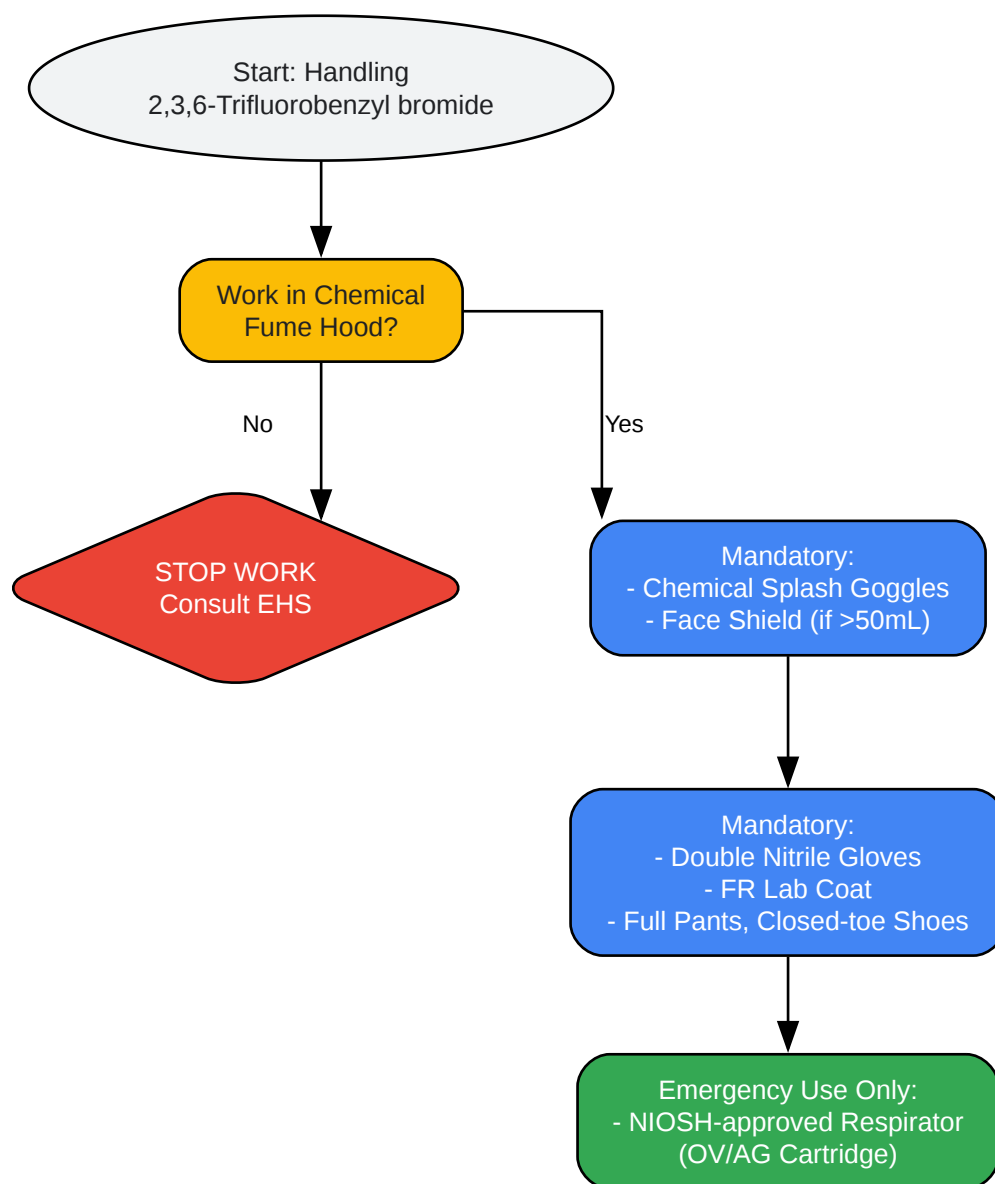 Start: Handling
2,3,6-Trifluorobenzyl bromide
Work in Chemical
Fume Hood?
No
Yes
STOP WORK
Consult EHS
Mandatory:
- Chemical Splash Goggles
- Face Shield (if >50mL)
Mandatory:
- Double Nitrile Gloves
- FR Lab Coat
- Full Pants, Closed-toe Shoes
Emergency Use Only:
- NIOSH-approved Respirator
(OV/AG Cartridge)